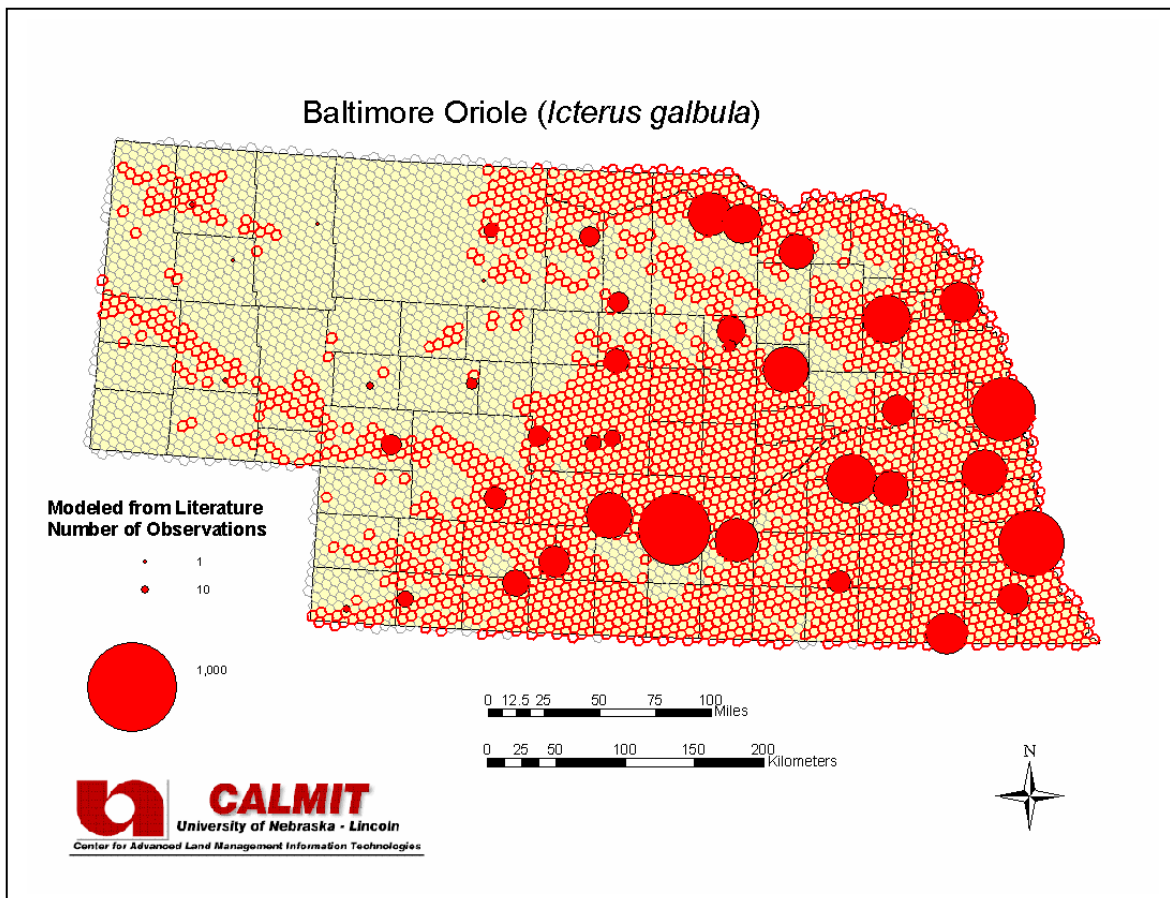 Baltimore Oriole (Icterus galbula)
Modeled from Literature
Number of Observations
1
10
1,000
0 12.5 25 50 75 100
Miles
0 25 50 100 150 200
Kilometers
N
CALMIT
University of Nebraska - Lincoln
Center for Advanced Land Management Information Technologies